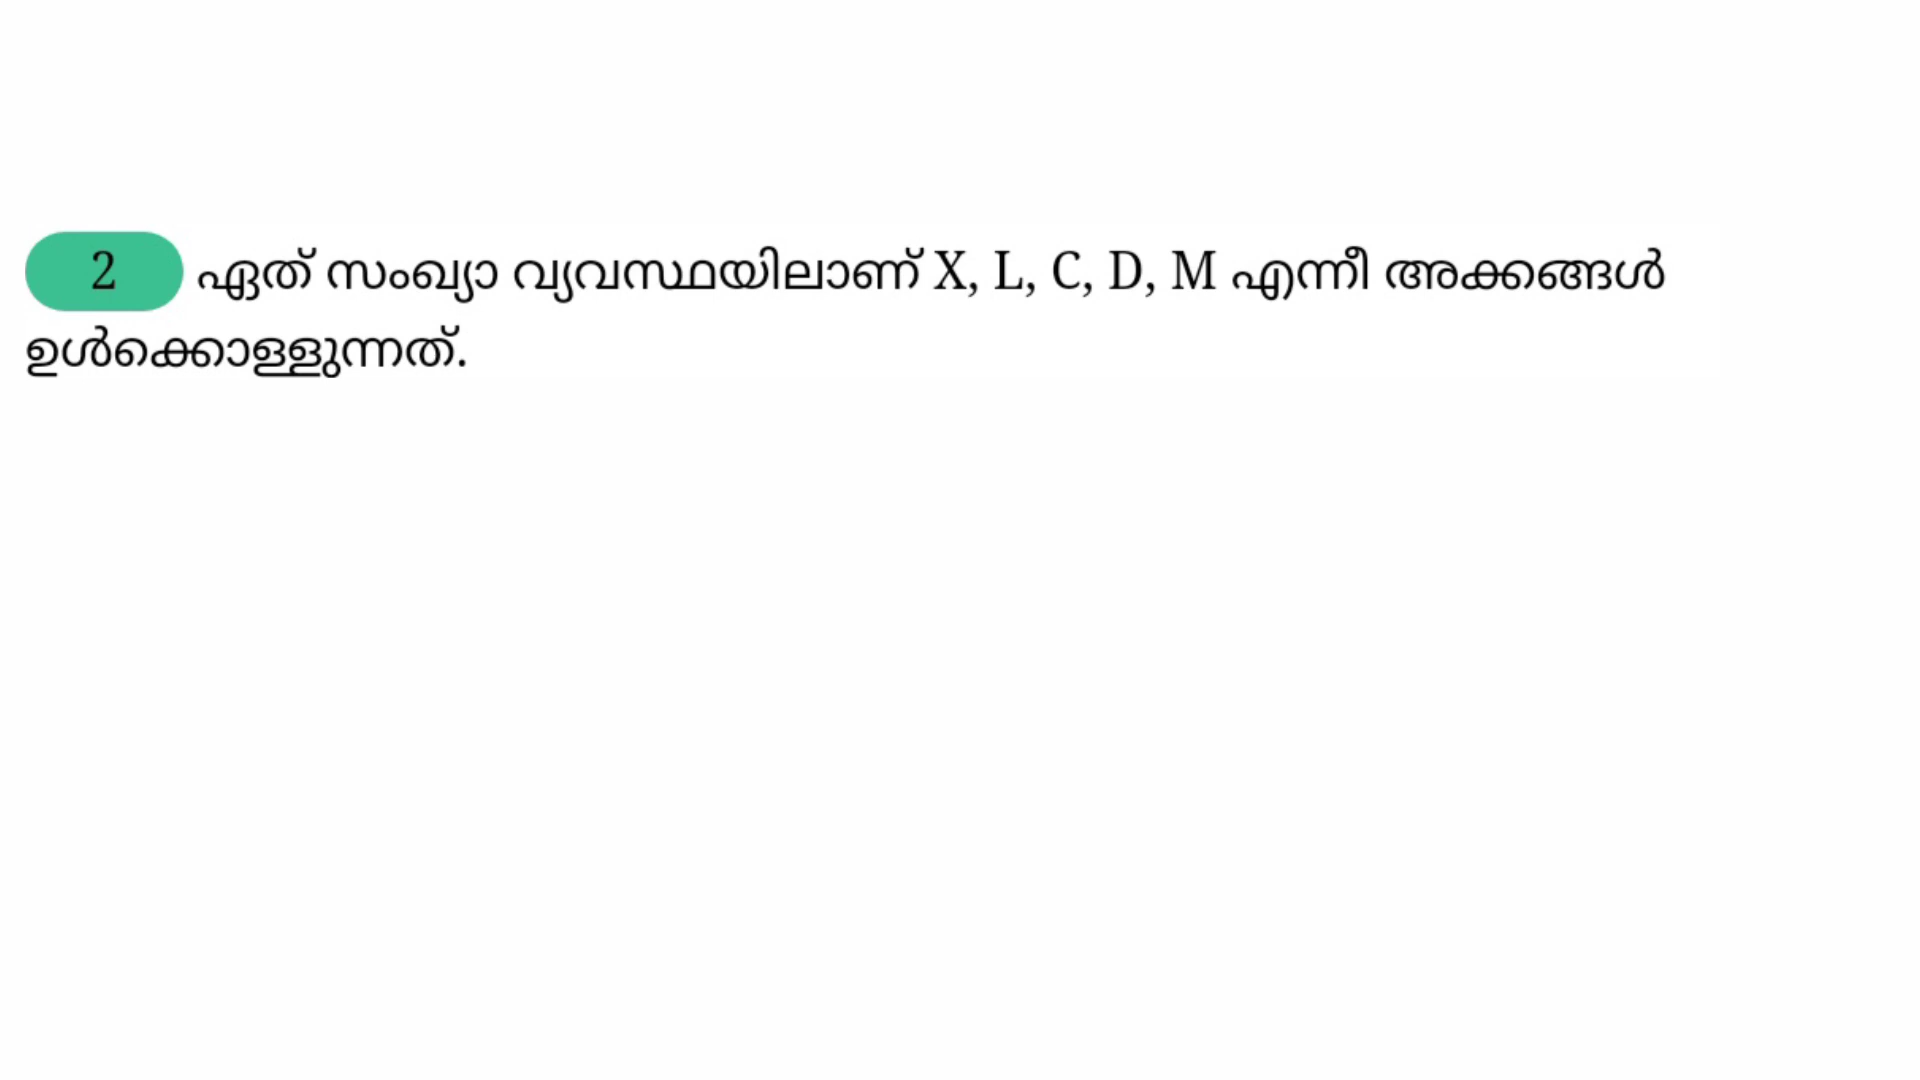 2 ഏത് സംഖ്യാ വ്യവസ്ഥയിലാണ് X, L, C, D, M എന്നീ അക്കങ്ങൾ
ഉൾക്കൊള്ളുന്നത്.